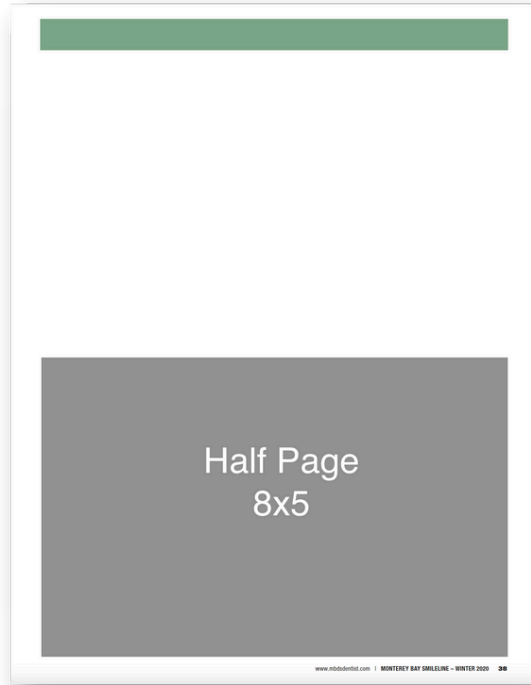 Half Page
8x5
www.mbdsdentist.com | MONTEREY BAY SMILELINE – WINTER 2020 38